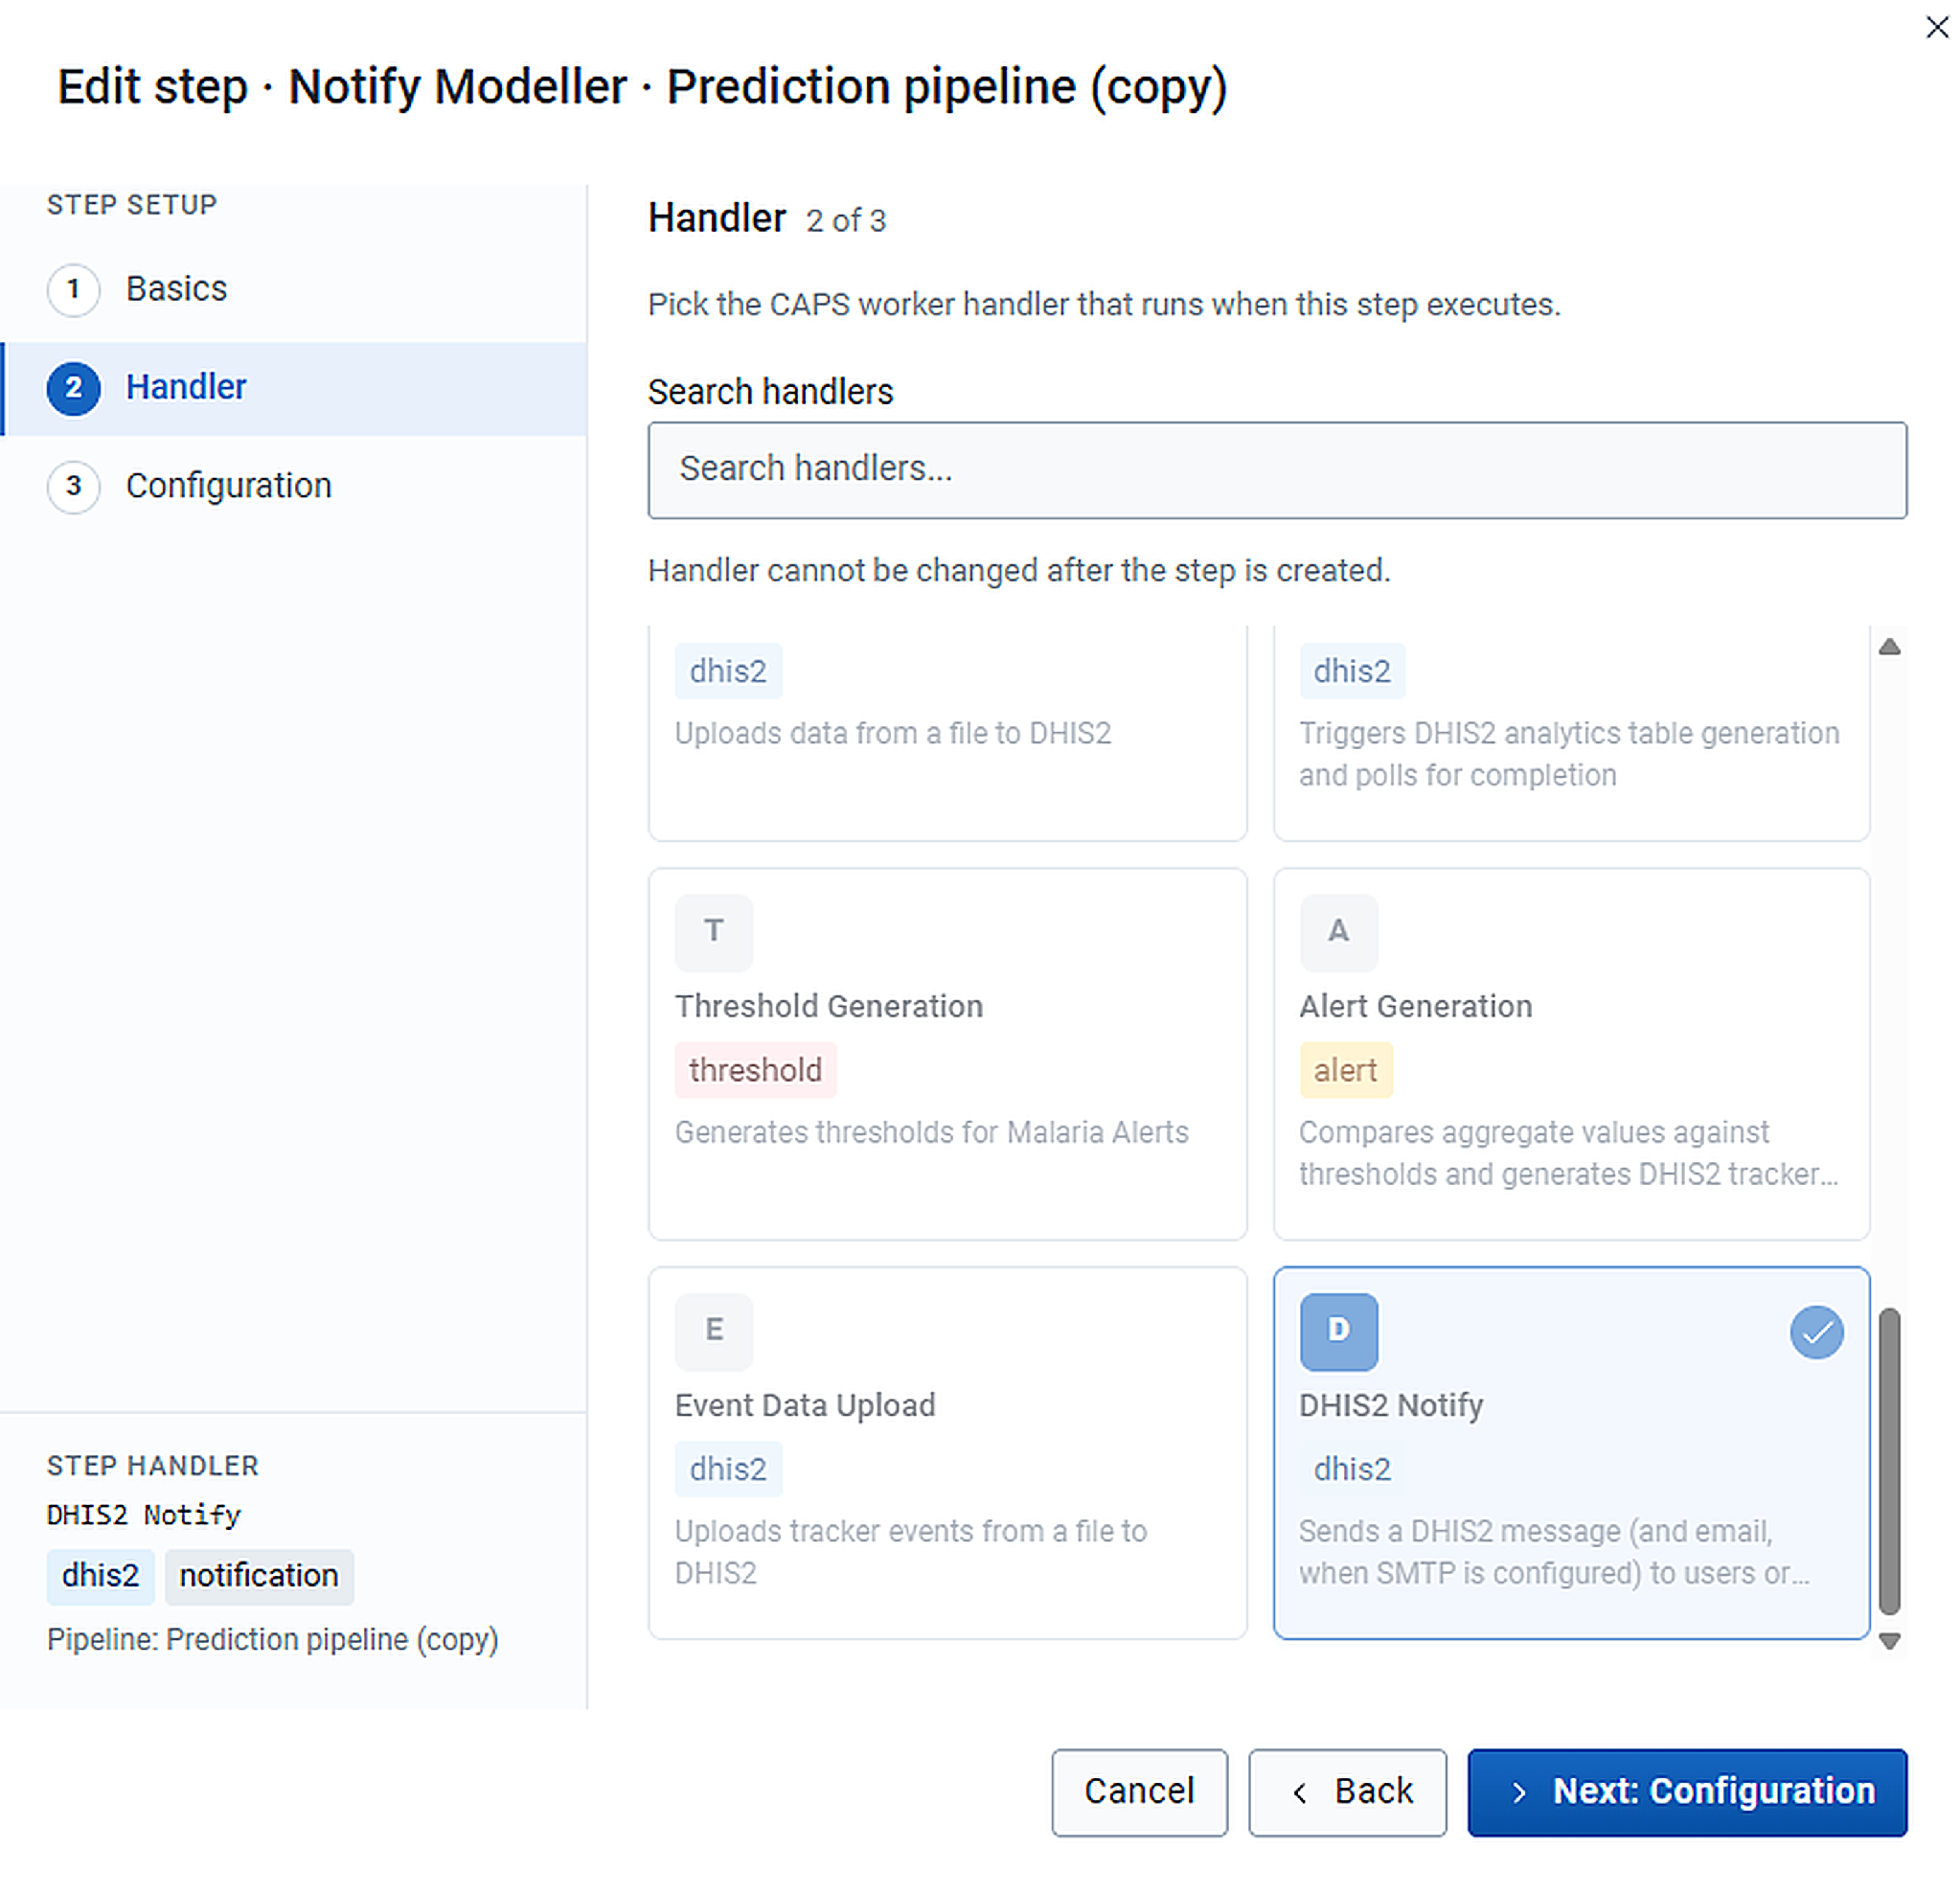 Edit step · Notify Modeller · Prediction pipeline (copy)
STEP SETUP
1 Basics
2 Handler
3 Configuration
STEP HANDLER
DHIS2 Notify
dhis2 notification
Pipeline: Prediction pipeline (copy)
Handler 2 of 3
Pick the CAPS worker handler that runs when this step executes.
Search handlers
Search handlers...
Handler cannot be changed after the step is created.
dhis2
Uploads data from a file to DHIS2
dhis2
Triggers DHIS2 analytics table generation
and polls for completion
T
Threshold Generation
threshold
Generates thresholds for Malaria Alerts
A
Alert Generation
alert
Compares aggregate values against
thresholds and generates DHIS2 tracker...
E
Event Data Upload
dhis2
Uploads tracker events from a file to
DHIS2
D
DHIS2 Notify
dhis2
Sends a DHIS2 message (and email,
when SMTP is configured) to users or...
Cancel
Back
Next: Configuration